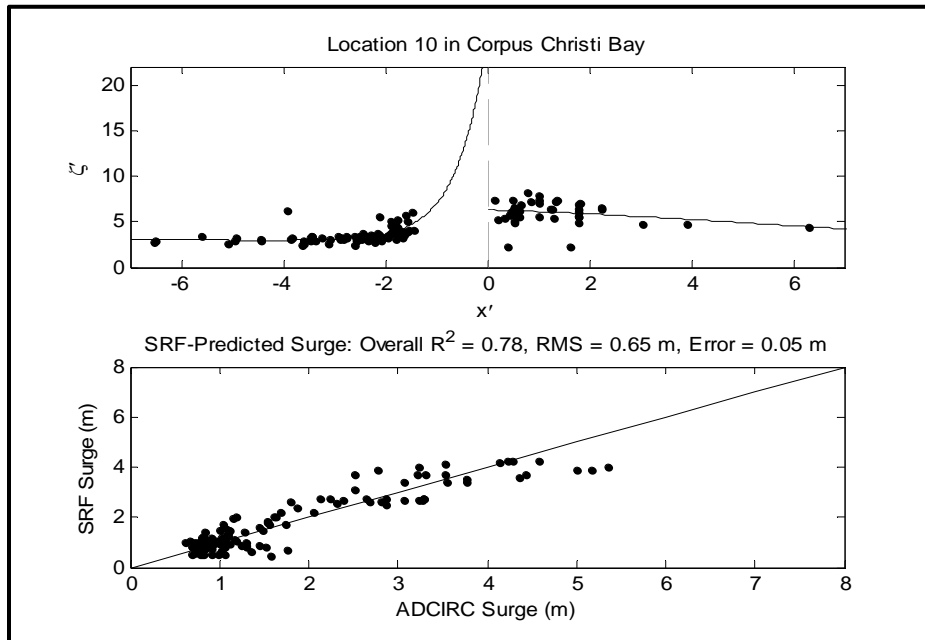 Location 10 in Corpus Christi Bay
20
15
10
5
0
ζ′
-6 -4 -2 0 2 4 6
x′
SRF-Predicted Surge: Overall R² = 0.78, RMS = 0.65 m, Error = 0.05 m
8
6
4
2
0
SRF Surge (m)
0 1 2 3 4 5 6 7 8
ADCIRC Surge (m)